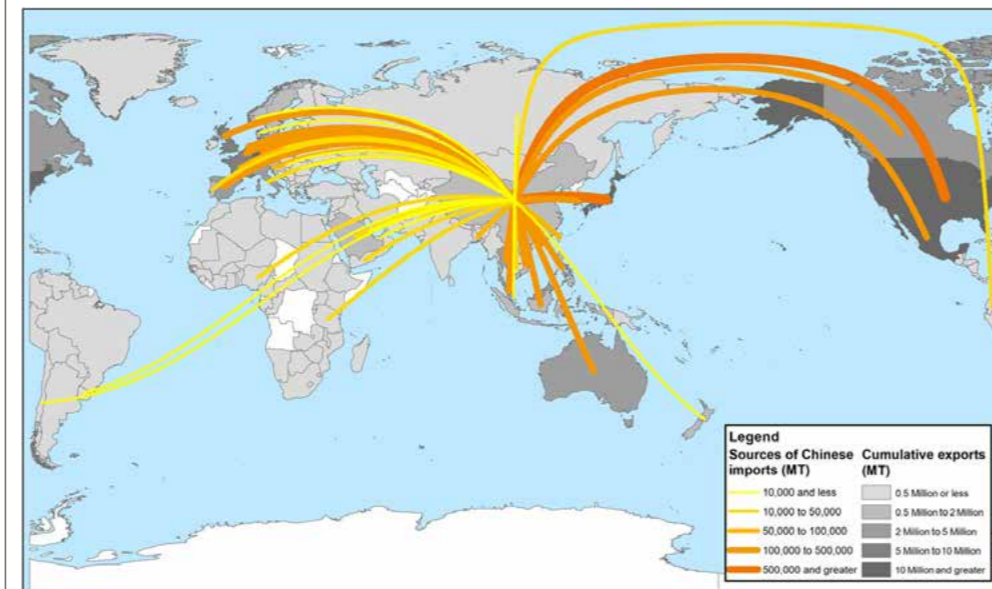 Legend
Sources of Chinese imports (MT)
10,000 and less
10,000 to 50,000
50,000 to 100,000
100,000 to 500,000
500,000 and greater
Cumulative exports (MT)
0.5 Million or less
0.5 Million to 2 Million
2 Million to 5 Million
5 Million to 10 Million
10 Million and greater